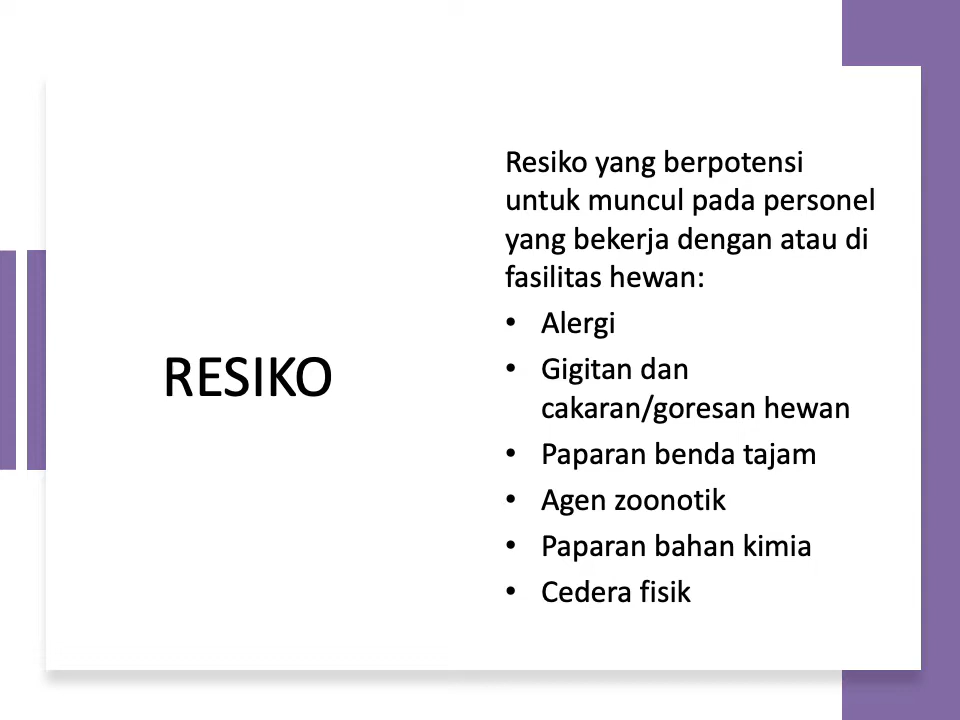 RESIKO
Resiko yang berpotensi
untuk muncul pada personel
yang bekerja dengan atau di
fasilitas hewan:
• Alergi
• Gigitan dan
cakaran/goresan hewan
• Paparan benda tajam
• Agen zoonotik
• Paparan bahan kimia
• Cedera fisik